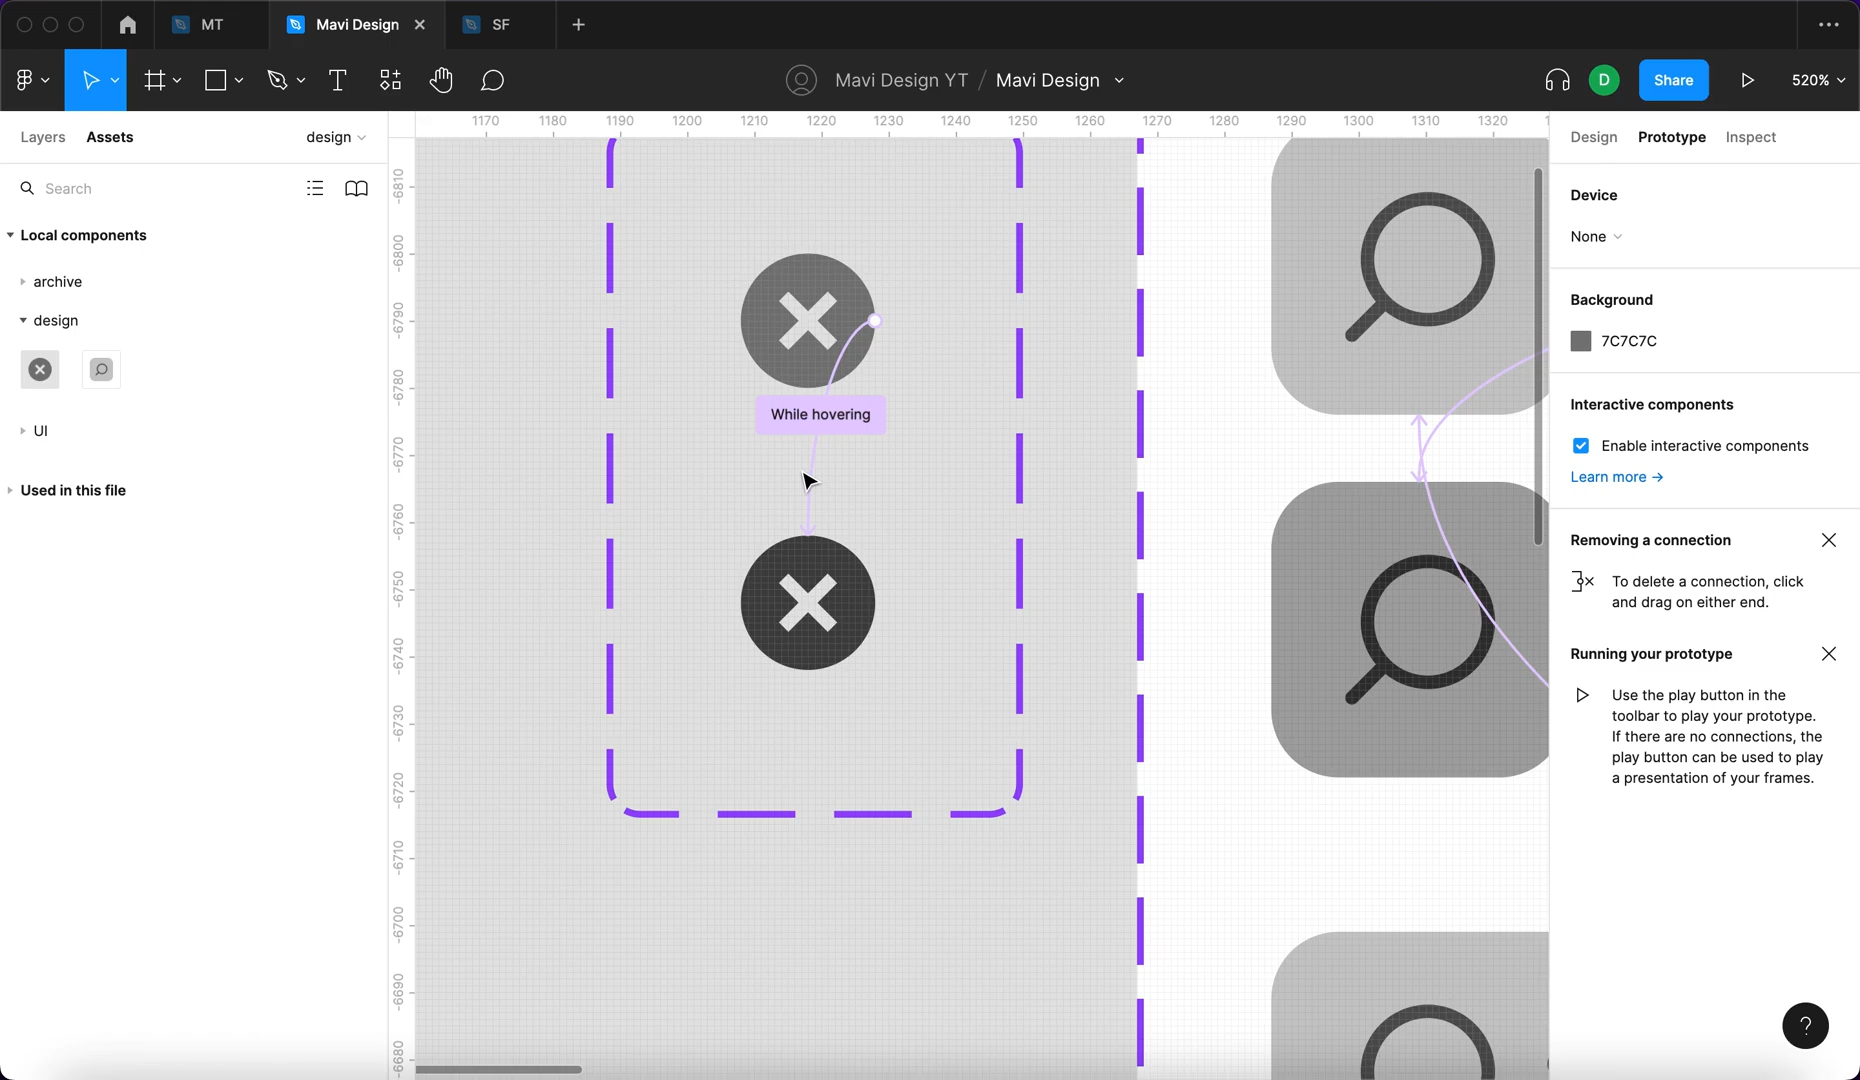 MT
Mavi Design
SF
Mavi Design YT / Mavi Design
D
Share
520%
Layers
Assets
design
Search
Local components
archive
design
UI
Used in this file
1170 1180 1190 1200 1210 1220 1230 1240 1250 1260 1270 1280 1290 1300 1310 1320
-6810
-6800
-6790
-6780
-6770
-6760
-6750
-6740
-6730
-6720
-6710
-6700
-6690
-6680
While hovering
Design
Prototype
Inspect
Device
None
Background
7C7C7C
Interactive components
Enable interactive components
Learn more →
Removing a connection
To delete a connection, click
and drag on either end.
Running your prototype
Use the play button in the
toolbar to play your prototype.
If there are no connections, the
play button can be used to play
a presentation of your frames.
?